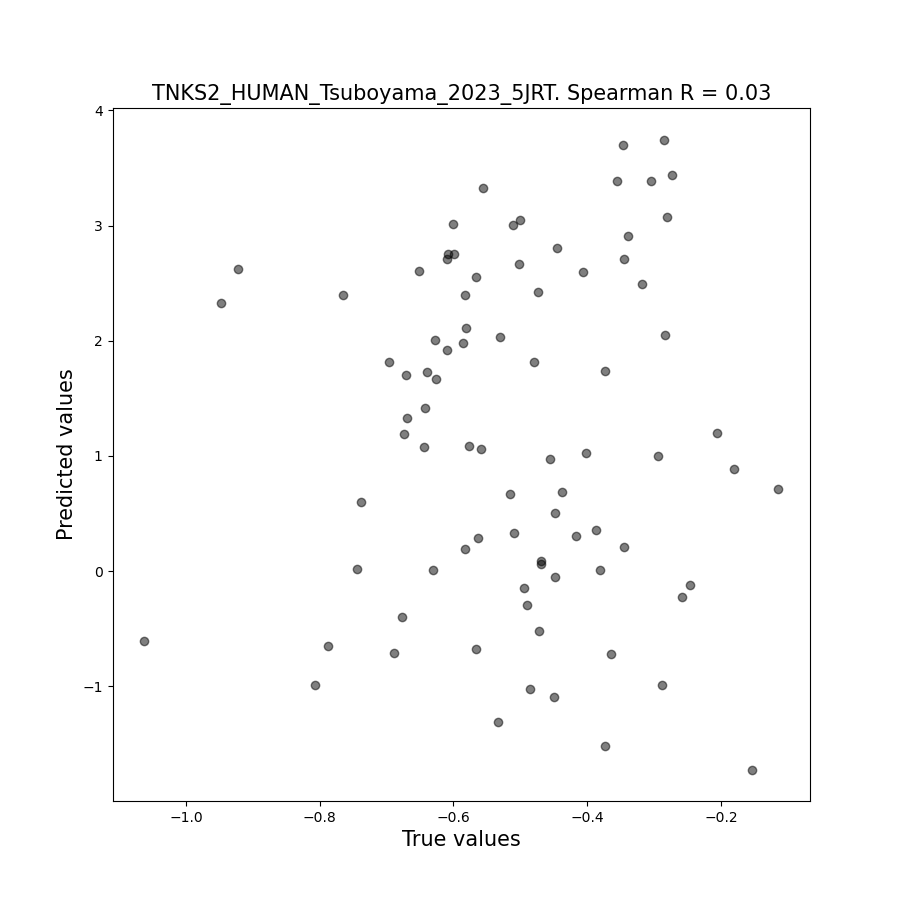 TNKS2_HUMAN_Tsuboyama_2023_5JRT. Spearman R = 0.03
4
3
2
1
0
−1
Predicted values
−1.0 −0.8 −0.6 −0.4 −0.2
True values